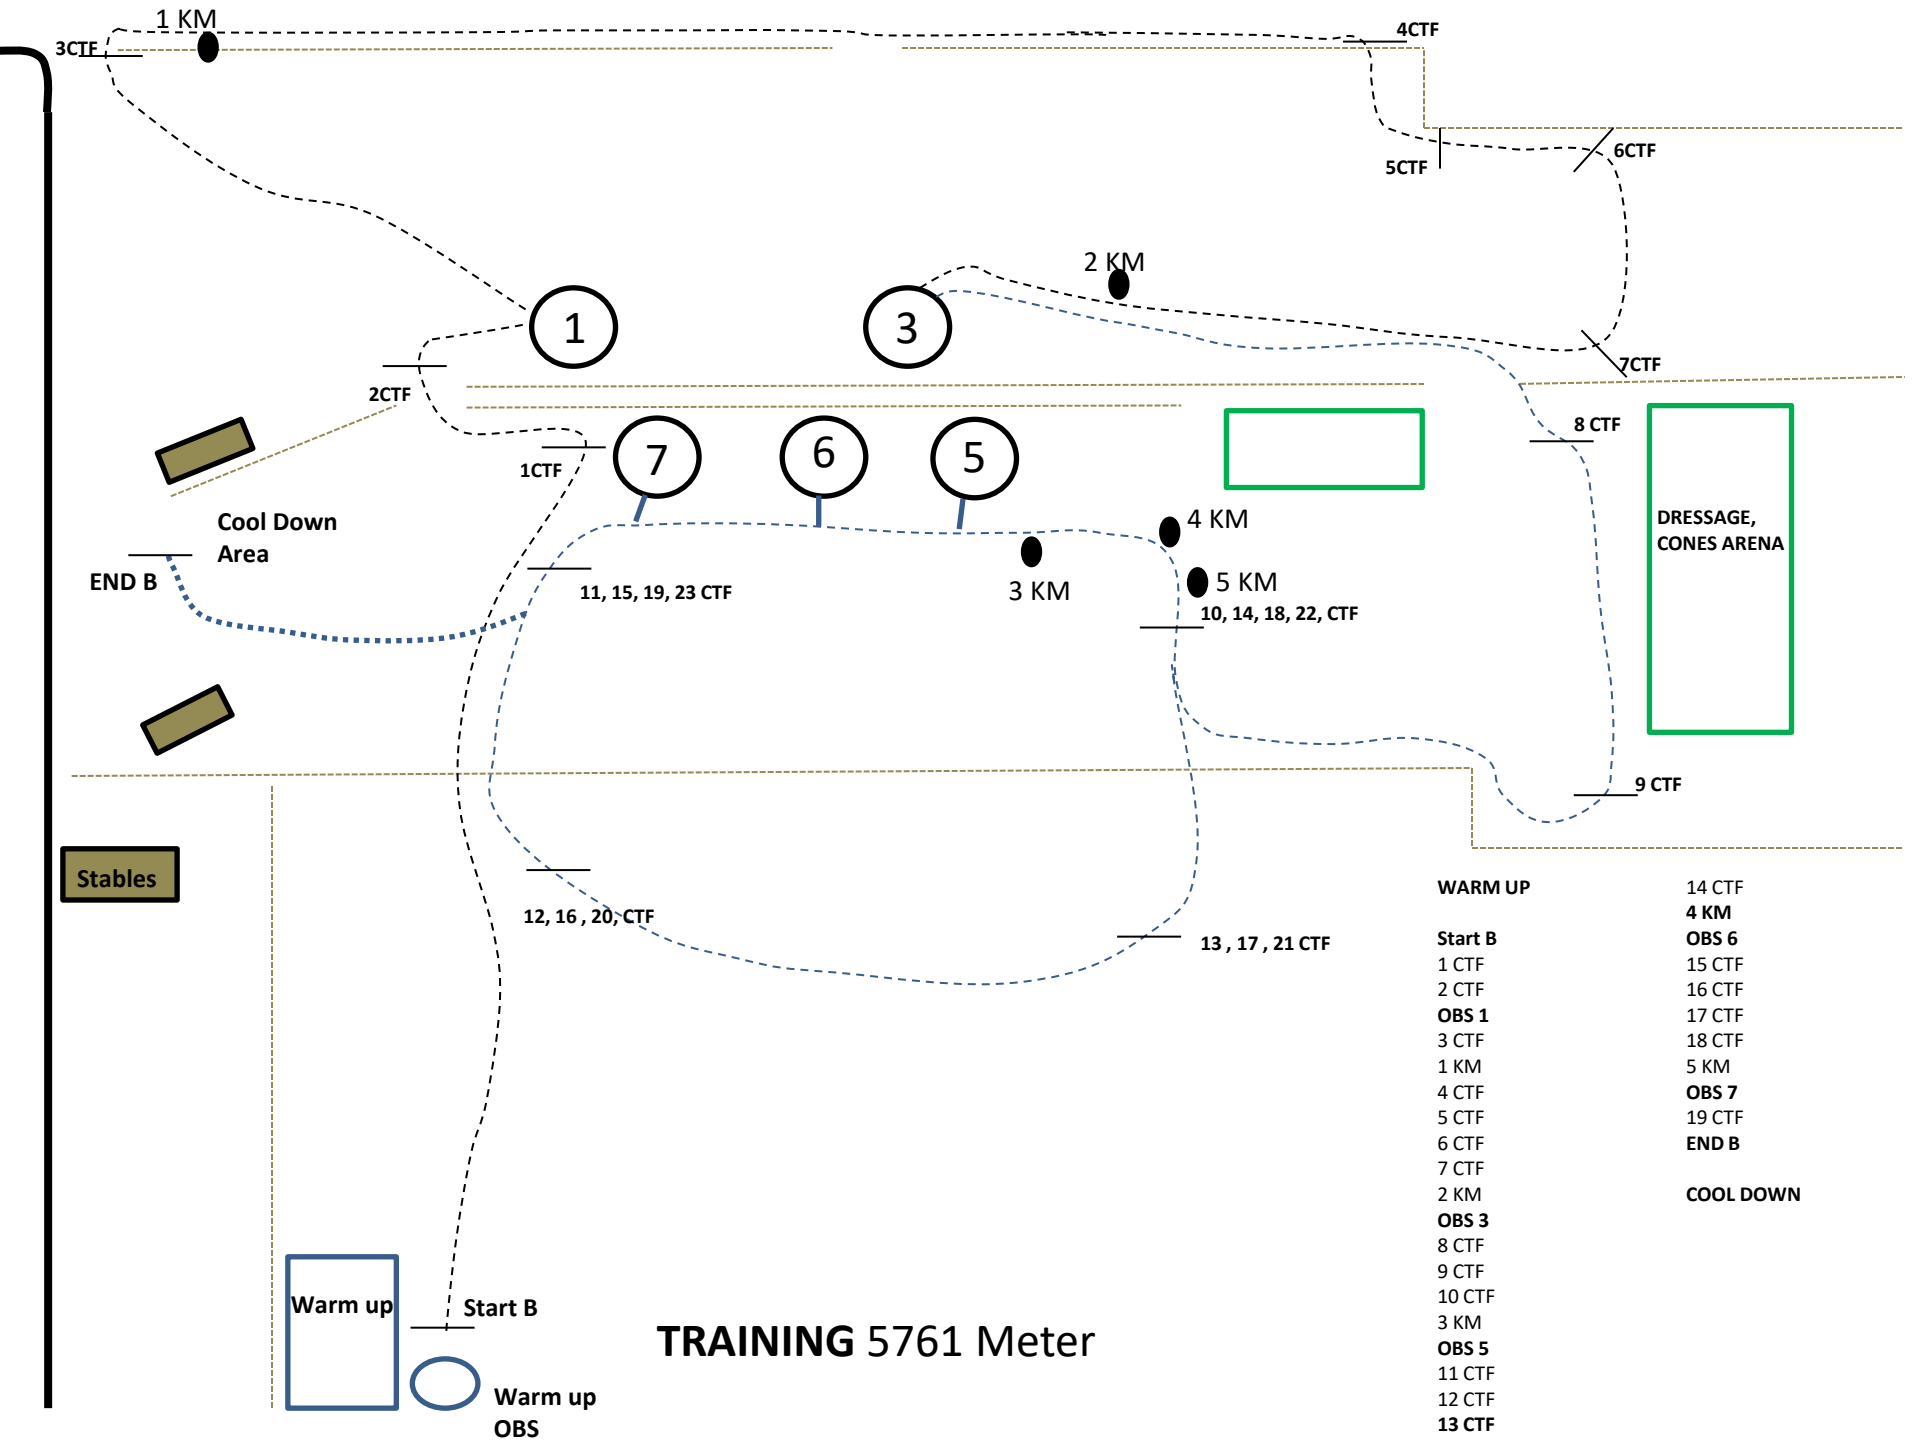 1 KM
3CTF
4CTF
5CTF
6CTF
2 KM
1
3
7CTF
2CTF
8 CTF
1CTF
7
6
5
Cool Down
Area
END B
DRESSAGE,
CONES ARENA
4 KM
3 KM
5 KM
11, 15, 19, 23 CTF
10, 14, 18, 22, CTF
9 CTF
Stables
12, 16 , 20, CTF
13 , 17 , 21 CTF
Warm up
Start B
Warm up
OBS
TRAINING 5761 Meter
WARM UP
Start B
1 CTF
2 CTF
OBS 1
3 CTF
1 KM
4 CTF
5 CTF
6 CTF
7 CTF
2 KM
OBS 3
8 CTF
9 CTF
10 CTF
3 KM
OBS 5
11 CTF
12 CTF
13 CTF
14 CTF
4 KM
OBS 6
15 CTF
16 CTF
17 CTF
18 CTF
5 KM
OBS 7
19 CTF
END B
COOL DOWN